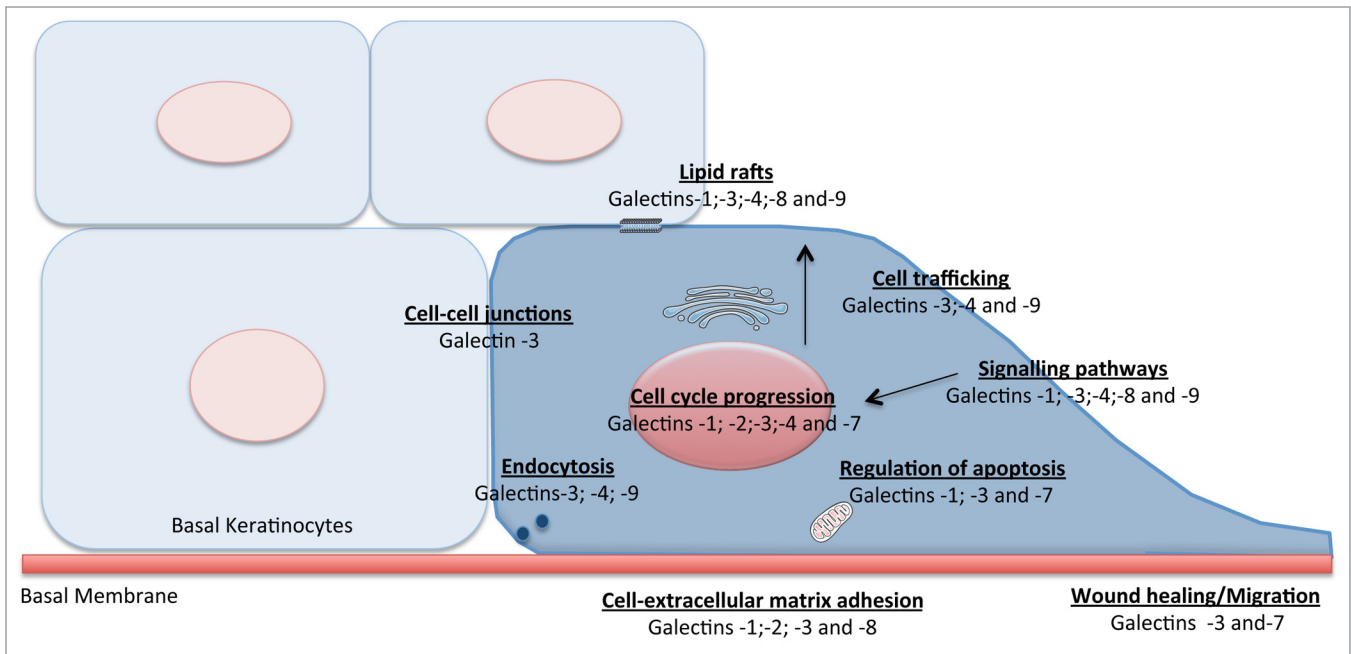 Lipid rafts
Galectins-1;-3;-4;-8 and-9
Cell trafficking
Galectins -3;-4 and -9
Cell-cell junctions
Galectin -3
Signalling pathways
Galectins -1; -3;-4;-8 and -9
Cell cycle progression
Galectins -1; -2;-3;-4 and -7
Endocytosis
Galectins-3; -4; -9
Regulation of apoptosis
Galectins -1; -3 and -7
Basal Keratinocytes
Basal Membrane
Cell-extracellular matrix adhesion
Galectins -1;-2; -3 and -8
Wound healing/Migration
Galectins  -3 and-7